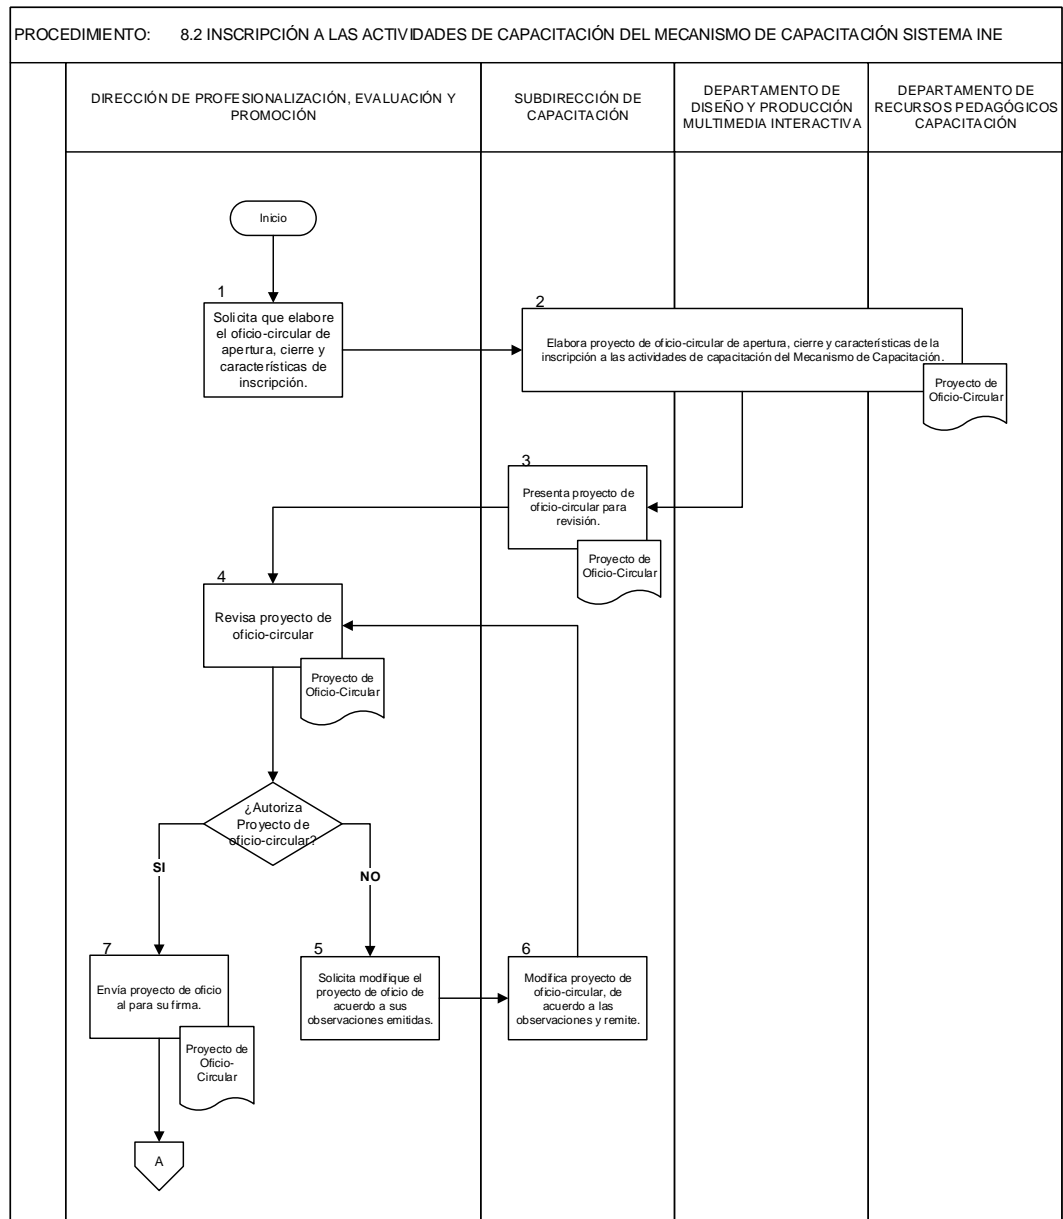 PROCEDIMIENTO: 8.2 INSCRIPCIÓN A LAS ACTIVIDADES DE CAPACITACIÓN DEL MECANISMO DE CAPACITACIÓN SISTEMA INE
DIRECCIÓN DE PROFESIONALIZACIÓN, EVALUACIÓN Y
PROMOCIÓN
SUBDIRECCIÓN DE
CAPACITACIÓN
DEPARTAMENTO DE
DISEÑO Y PRODUCCIÓN
MULTIMEDIA INTERACTIVA
DEPARTAMENTO DE
RECURSOS PEDAGÓGICOS
CAPACITACIÓN
Inicio
1
Solicita que elabore
el oficio-circular de
apertura, cierre y
características de
inscripción.
2
Elabora proyecto de oficio-circular de apertura, cierre y características de la
inscripción a las actividades de capacitación del Mecanismo de Capacitación.
Proyecto de
Oficio-Circular
3
Presenta proyecto de
oficio-circular para
revisión.
Proyecto de
Oficio-Circular
4
Revisa proyecto de
oficio-circular
Proyecto de
Oficio-Circular
¿Autoriza
Proyecto de
oficio-circular?
SI
NO
7
Envía proyecto de oficio
al para su firma.
Proyecto de
Oficio-
Circular
5
Solicita modifique el
proyecto de oficio de
acuerdo a sus
observaciones emitidas.
6
Modifica proyecto de
oficio-circular, de
acuerdo a las
observaciones y remite.
A